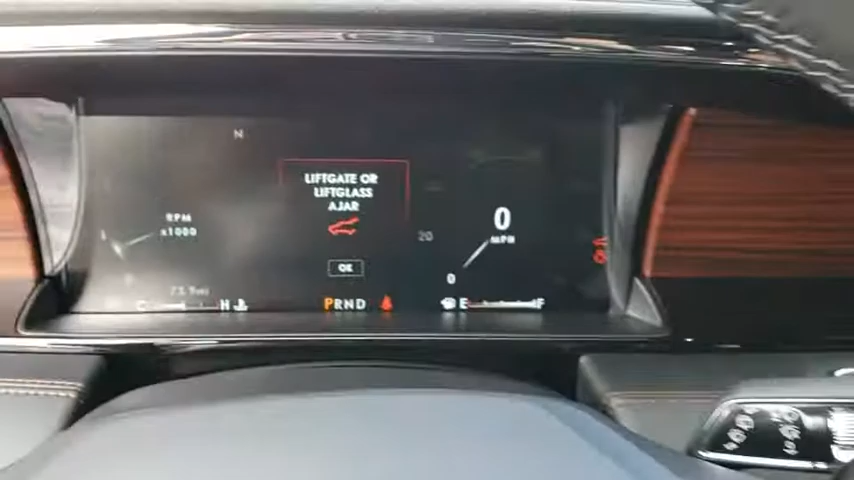 N
LIFTGATE OR
LIFTGLASS
AJAR
RPM
x1000
0
MPH
20
0
OK
C H
PRND
E F